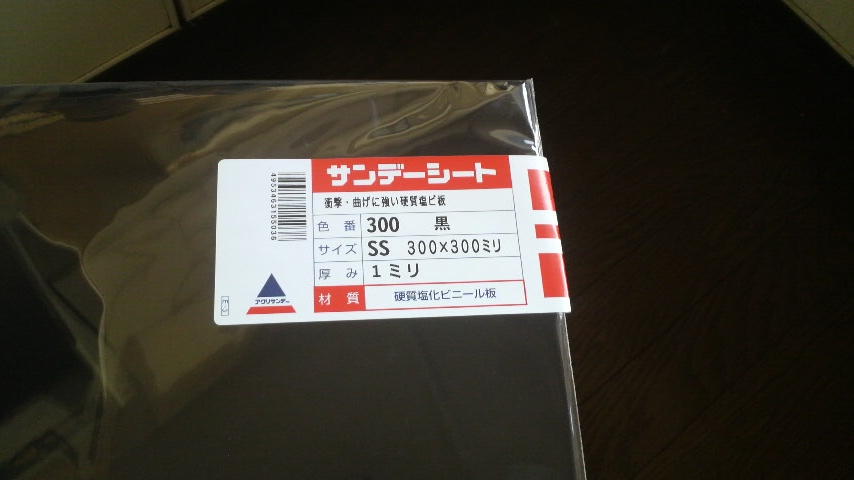 サンデーシート
衝撃・曲げに強い硬質塩ビ板
色番 300 黒
サイズ SS 300×300ミリ
厚み 1ミリ
材質 硬質塩化ビニール板
4953463155036
アクリサンデー